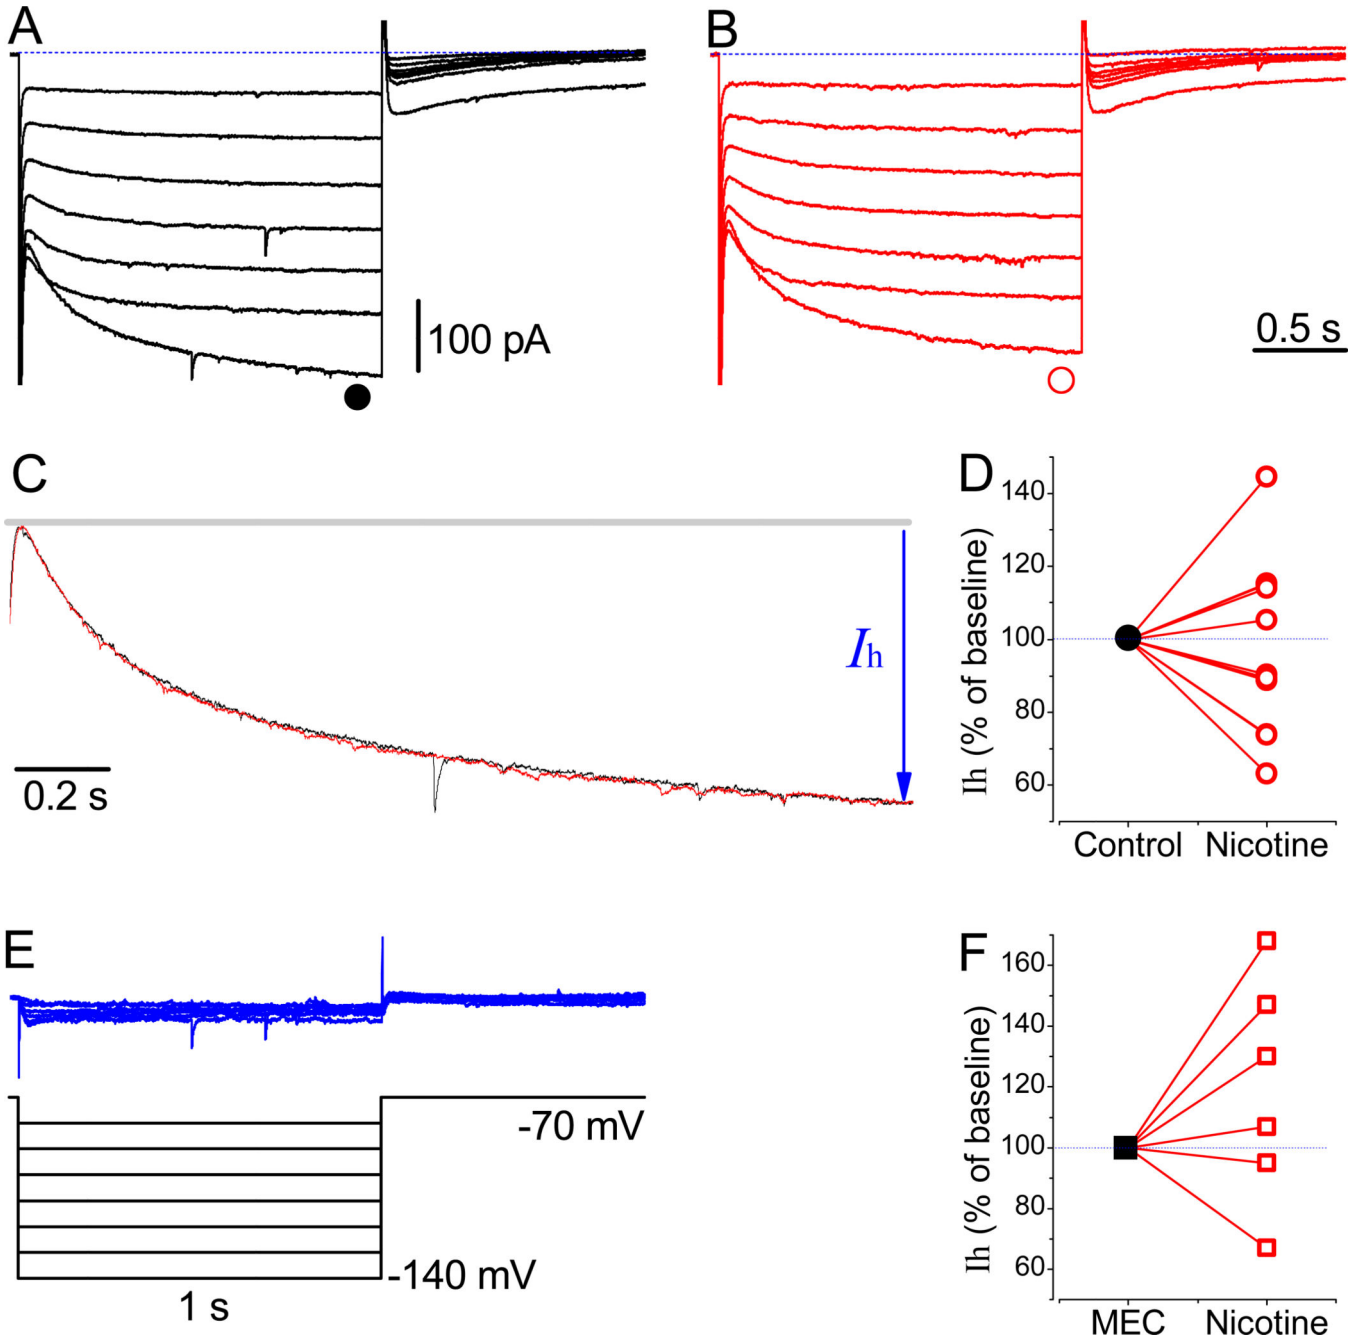 A
B
100 pA
0.5 s
C
Ih
0.2 s
D
Ih (% of baseline)
140
120
100
80
60
Control Nicotine
E
-70 mV
-140 mV
1 s
F
Ih (% of baseline)
160
140
120
100
80
60
MEC Nicotine